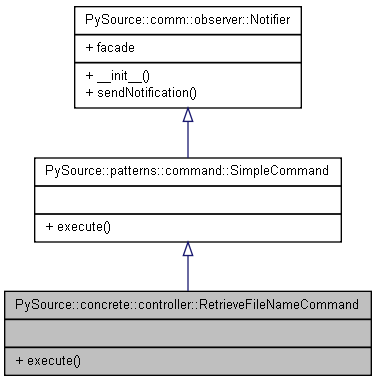 PySource::comm::observer::Notifier
+ facade
+ __init__()
+ sendNotification()
PySource::patterns::command::SimpleCommand
+ execute()
PySource::concrete::controller::RetrieveFileNameCommand
+ execute()